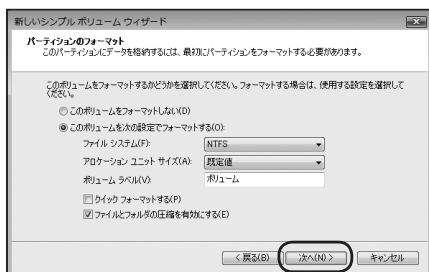 新しいシンプル ボリューム ウィザード
パーティションのフォーマット
このパーティションにデータを格納するには、最初にパーティションをフォーマットする必要があります。
このボリュームをフォーマットするかどうかを選択してください。フォーマットする場合は、使用する設定を選択して
ください。
このボリュームをフォーマットしない(D)
このボリュームを次の設定でフォーマットする(O):
ファイル システム(F): NTFS
アロケーション ユニット サイズ(A): 既定値
ボリューム ラベル(V): ボリューム
クイック フォーマットする(P)
ファイルとフォルダの圧縮を有効にする(E)
< 戻る(B) 次へ(N) > キャンセル